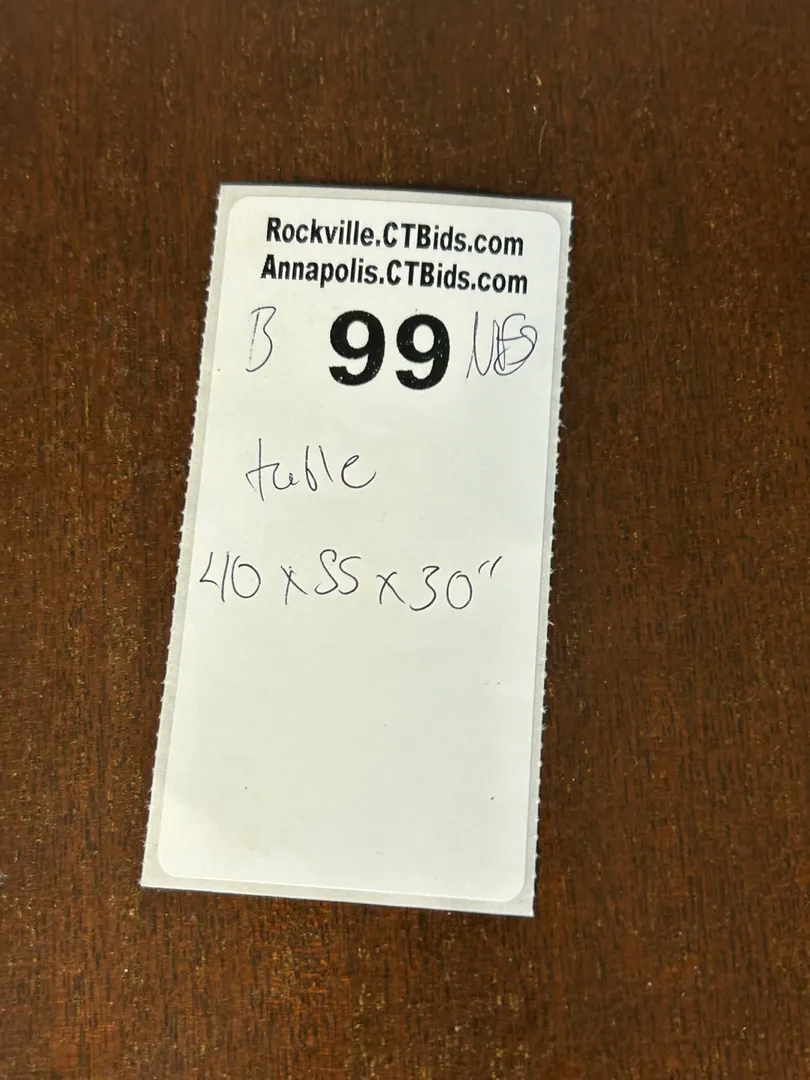 Rockville.CTBids.com
Annapolis.CTBids.com
B 99
table
40 x 55 x 30"